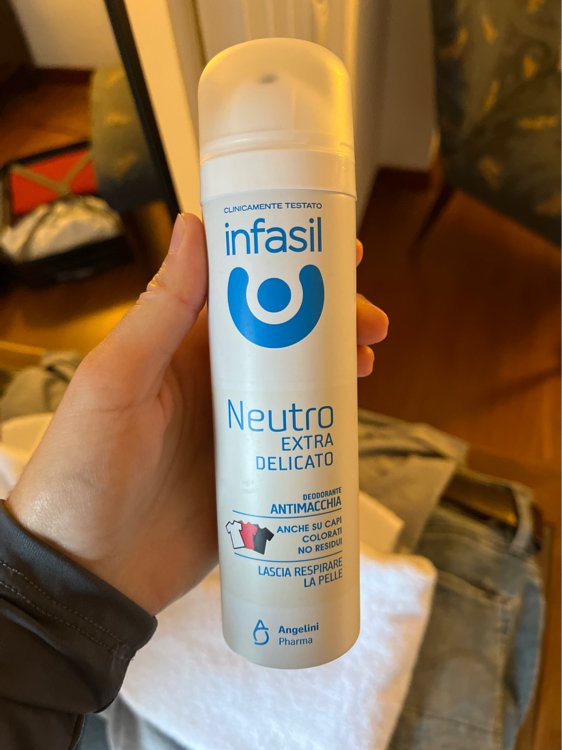 CLINICAMENTE TESTATO
infasil
Neutro
EXTRA
DELICATO
DEODORANTE
ANTIMACCHIA
ANCHE SU CAPI
COLORATI
NO RESIDUI
LASCIA RESPIRARE
LA PELLE
Angelini
Pharma